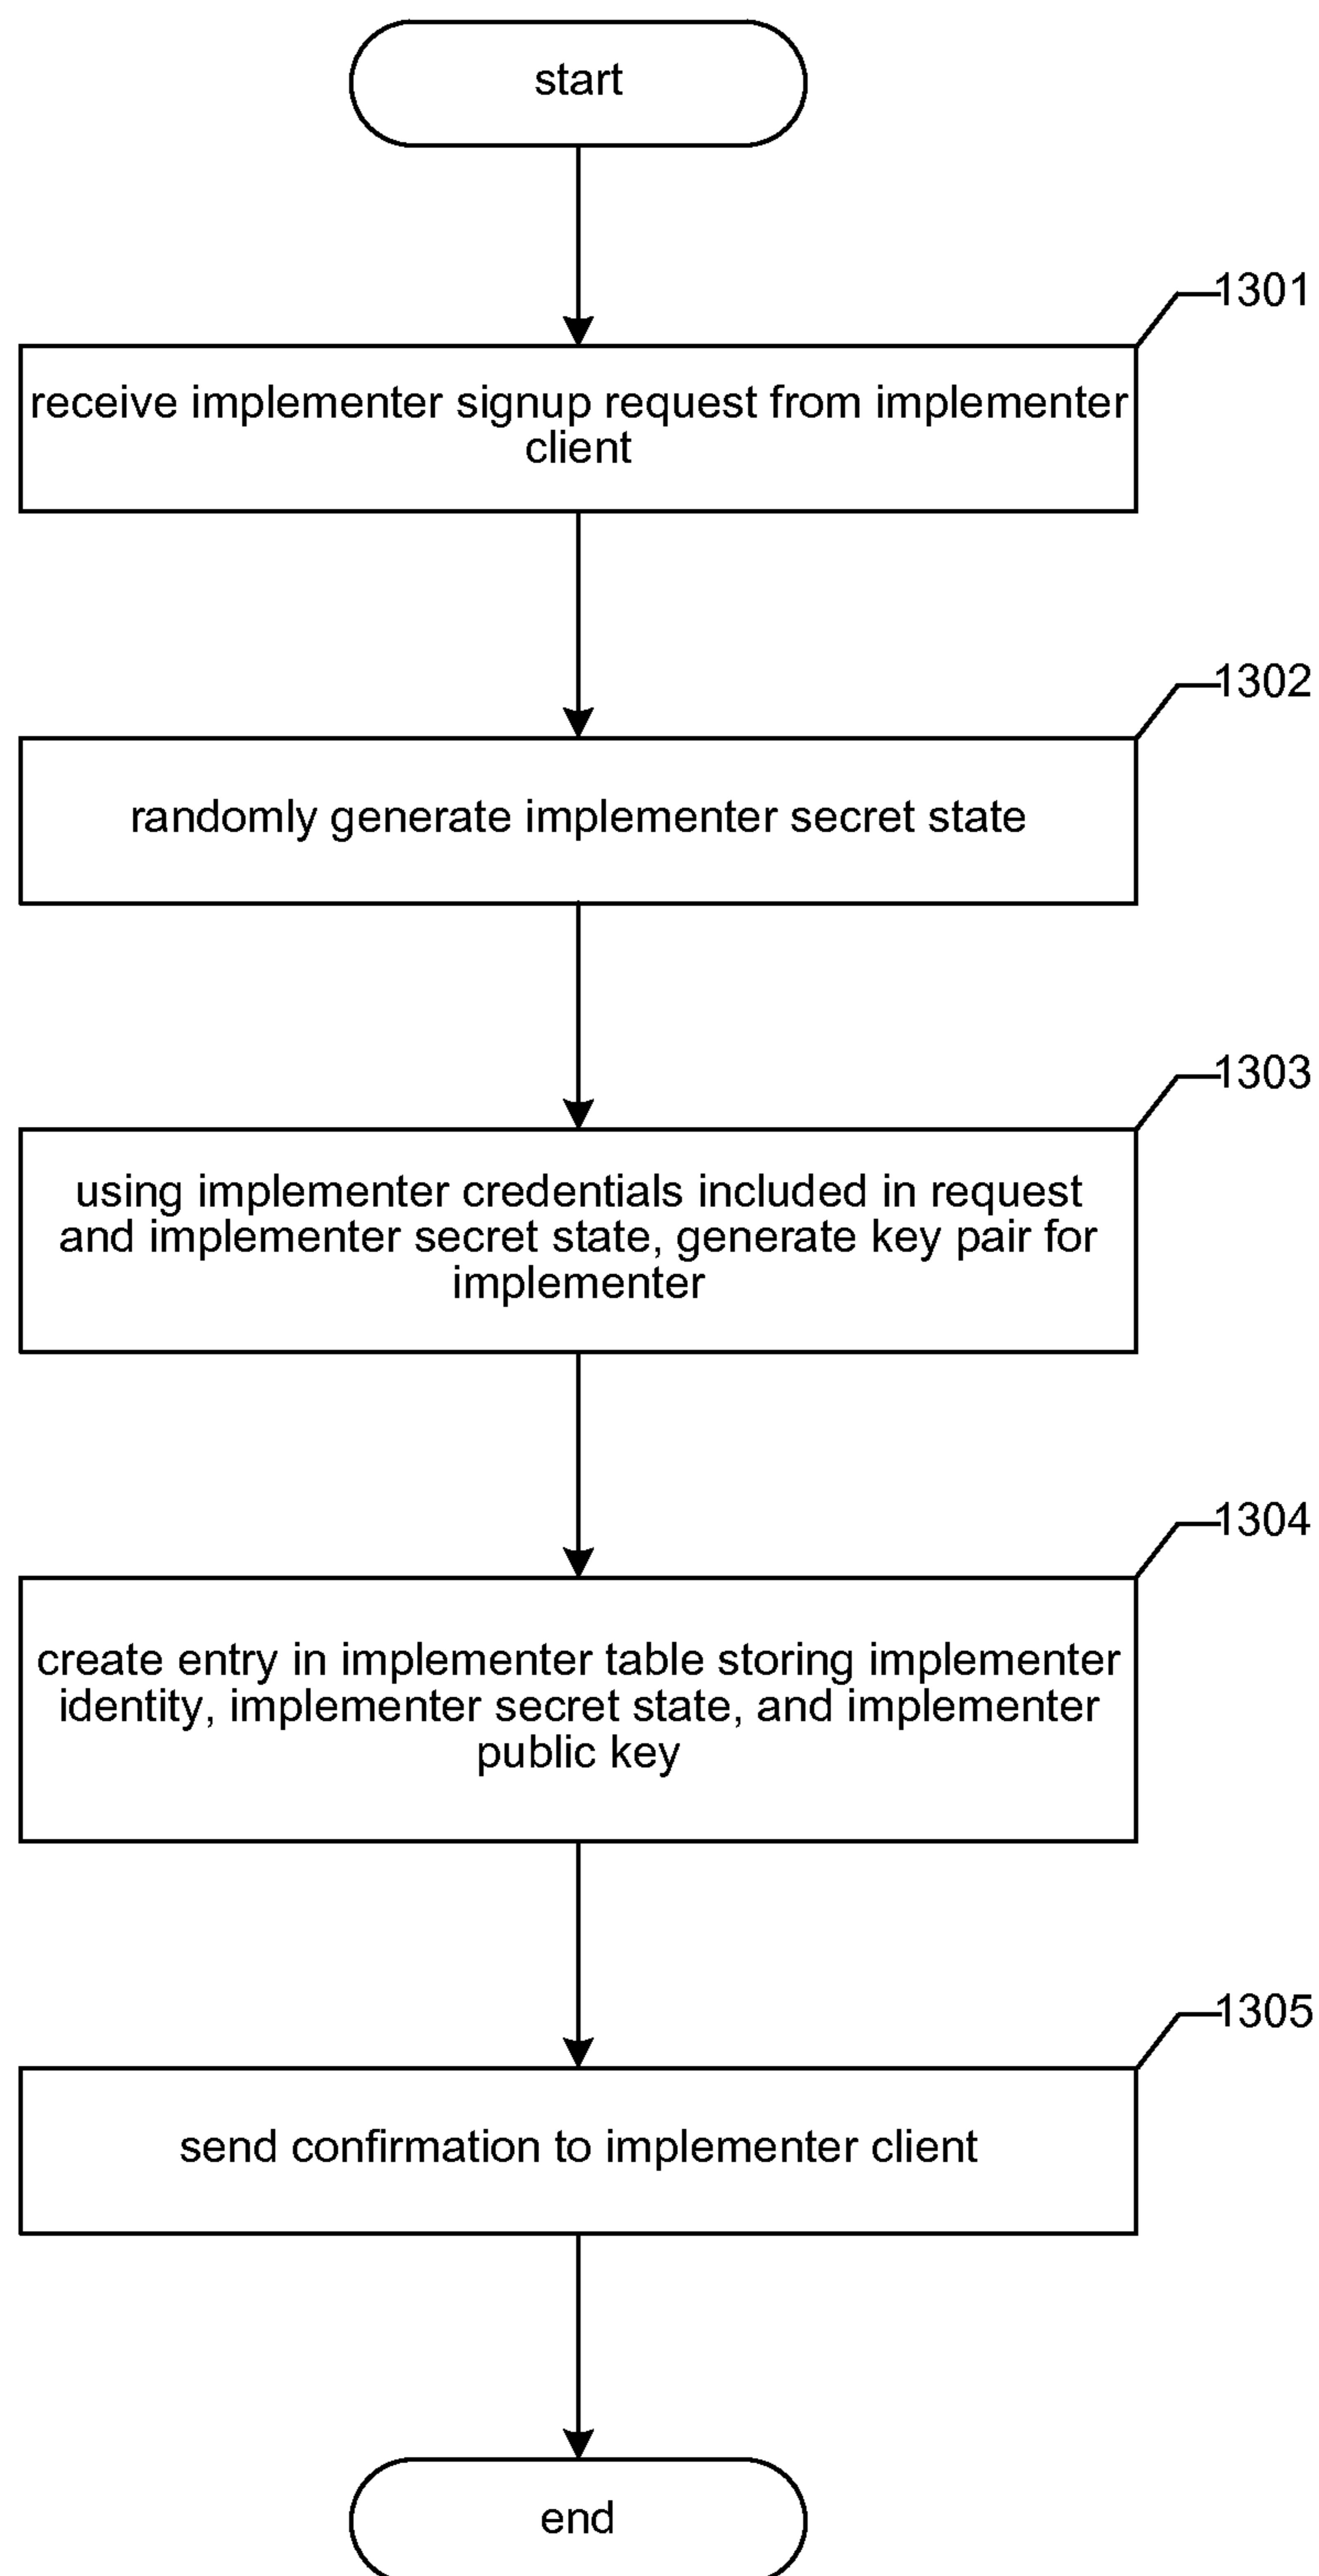 start
1301
receive implementer signup request from implementer
client
1302
randomly generate implementer secret state
1303
using implementer credentials included in request
and implementer secret state, generate key pair for
implementer
1304
create entry in implementer table storing implementer
identity, implementer secret state, and implementer
public key
1305
send confirmation to implementer client
end